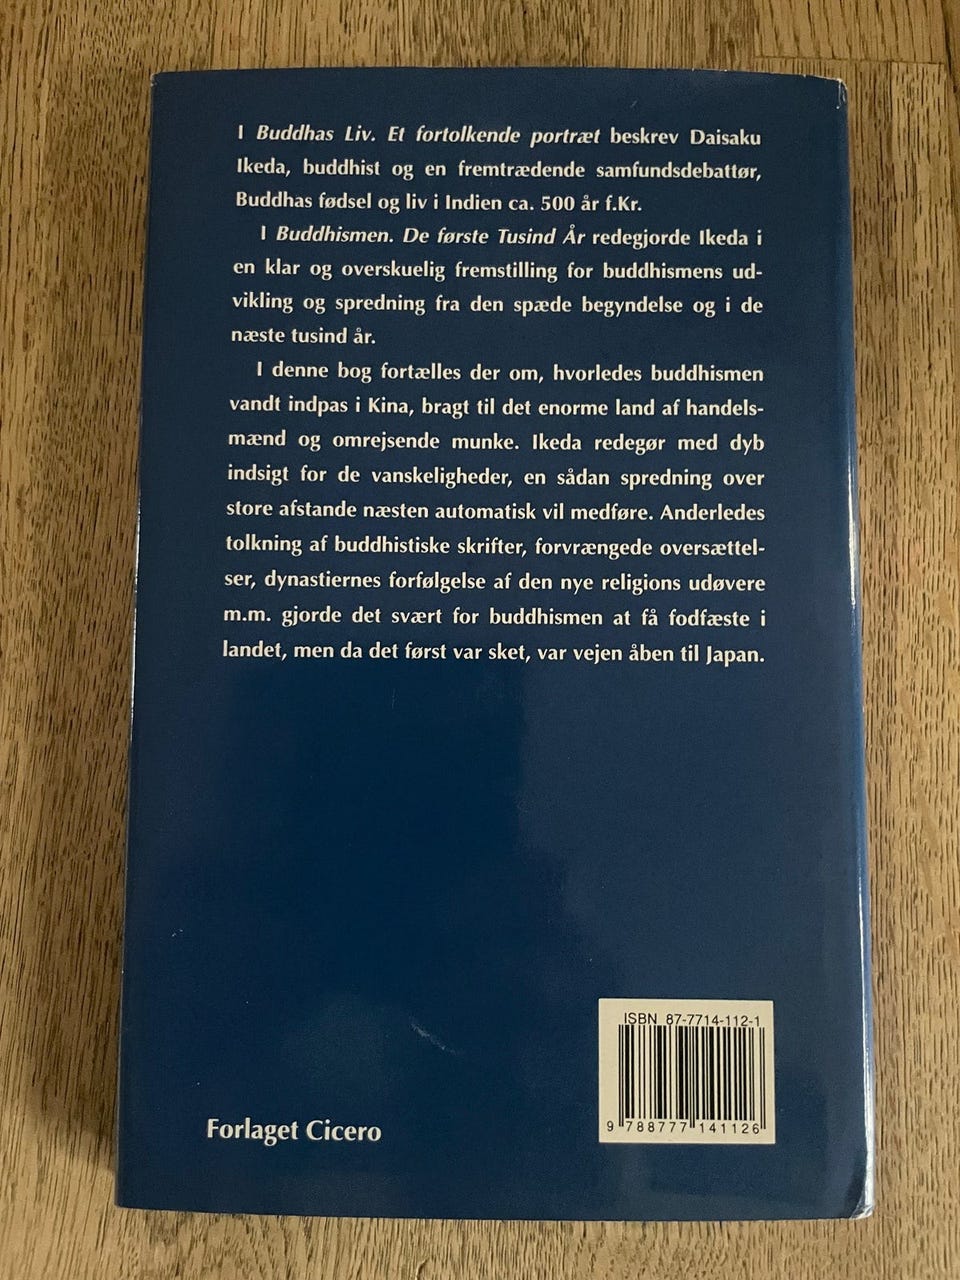 I Buddhas Liv. Et fortolkende portræt beskrev Daisaku
Ikeda, buddhist og en fremtrædende samfundsdebattør,
Buddhas fødsel og liv i Indien ca. 500 år f.Kr.
I Buddhismen. De første Tusind År redegjorde Ikeda i
en klar og overskuelig fremstilling for buddhismens ud-
vikling og spredning fra den spæde begyndelse og i de
næste tusind år.
I denne bog fortælles der om, hvorledes buddhismen
vandt indpas i Kina, bragt til det enorme land af handels-
mænd og omrejsende munke. Ikeda redegør med dyb
indsigt for de vanskeligheder, en sådan spredning over
store afstande næsten automatisk vil medføre. Anderledes
tolkning af buddhistiske skrifter, forvrængede oversættel-
ser, dynastiernes forfølgelse af den nye religions udøvere
m.m. gjorde det svært for buddhismen at få fodfæste i
landet, men da det først var sket, var vejen åben til Japan.
ISBN 87-7714-112-1
9 788777 141126
Forlaget Cicero